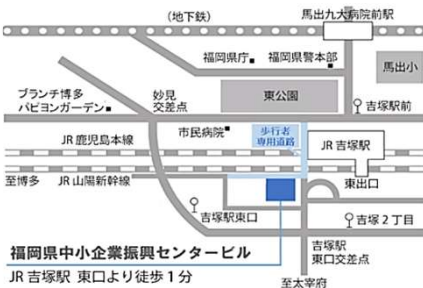 (地下鉄)
馬出九大病院前駅
福岡県庁
福岡県警本部
馬出小
ブランチ博多
パピヨンガーデン
妙見
交差点
東公園
吉塚駅前
市民病院
歩行者
専用道路
JR 鹿児島本線
JR 吉塚駅
至博多
JR 山陽新幹線
東出口
吉塚駅東口
吉塚2丁目
福岡県中小企業振興センタービル
JR 吉塚駅 東口より徒歩1分
吉塚駅
東口交差点
至太宰府